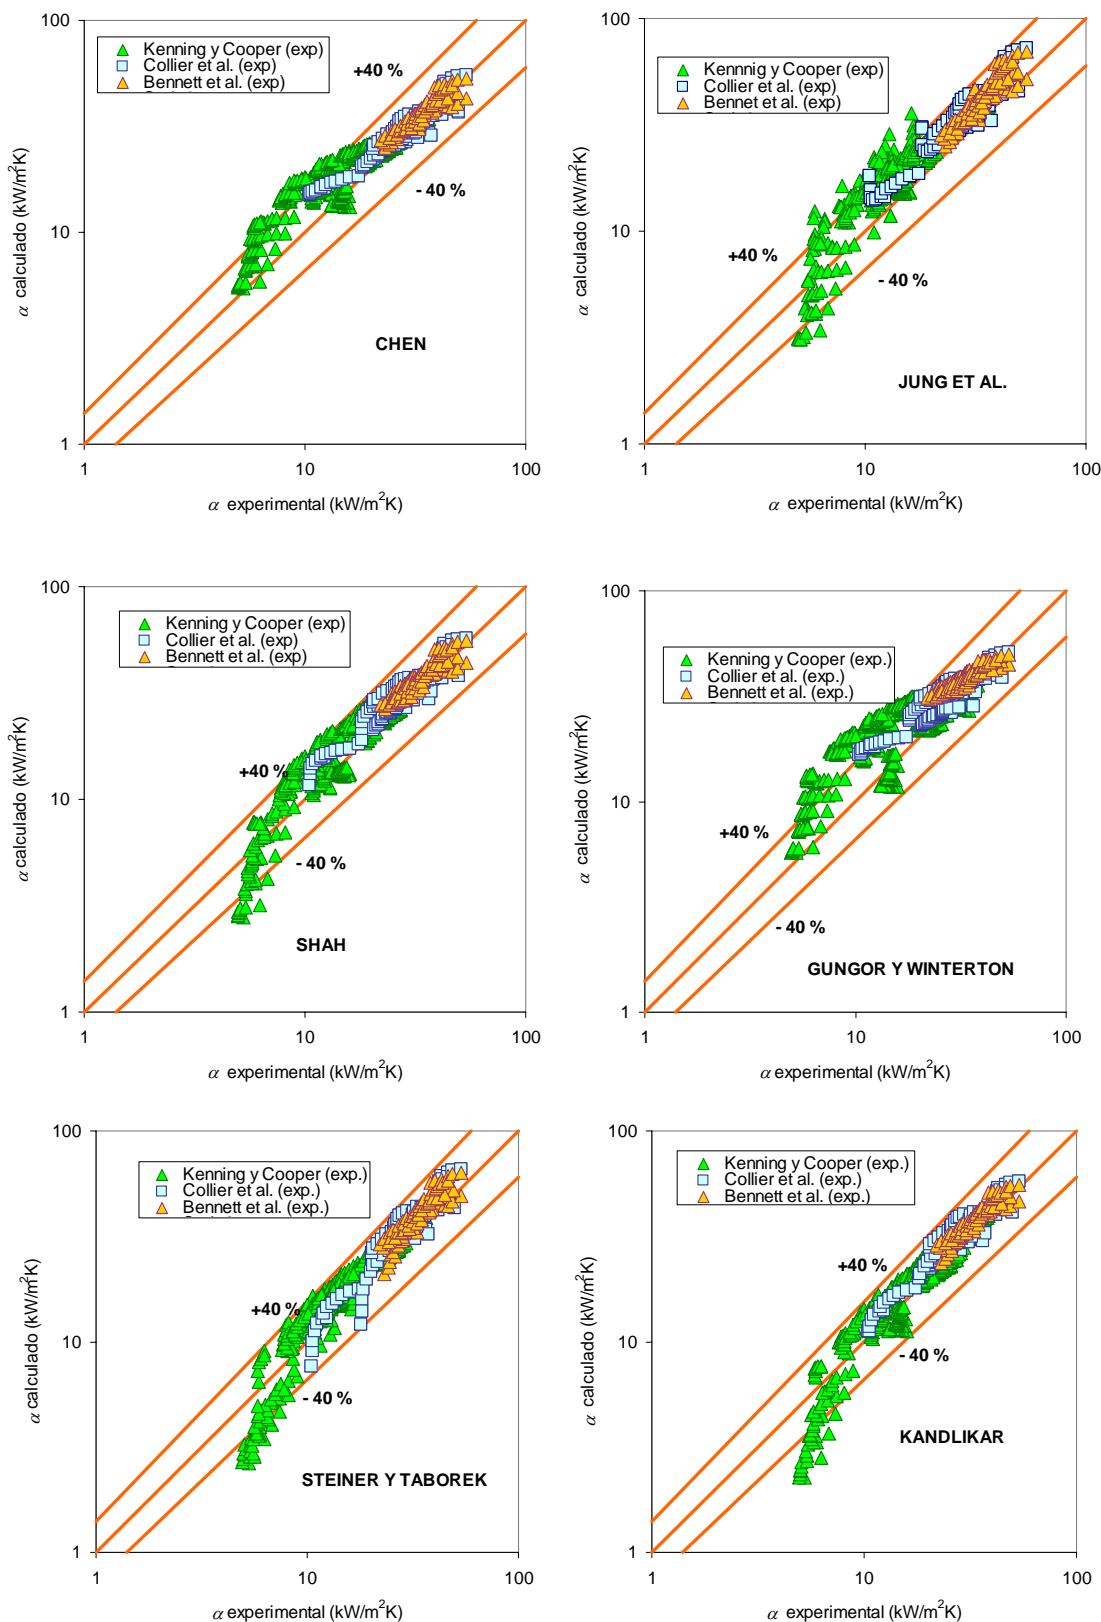 100
10
1
1
10
100
α calculado (kW/m²K)
α experimental (kW/m²K)
Kenning y Cooper (exp)
Collier et al. (exp)
Bennett et al. (exp)
+40 %
- 40 %
CHEN
100
10
1
1
10
100
α calculado (kW/m²K)
α experimental (kW/m²K)
Kennnig y Cooper (exp)
Collier et al. (exp)
Bennet et al. (exp)
+40 %
- 40 %
JUNG ET AL.
100
10
1
1
10
100
α calculado (kW/m²K)
α experimental (kW/m²K)
Kenning y Cooper (exp)
Collier et al. (exp)
Bennett et al. (exp)
+40 %
- 40 %
SHAH
100
10
1
1
10
100
α calculado (kW/m²K)
α experimental (kW/m²K)
Kenning y Cooper (exp.)
Collier et al. (exp.)
Bennett et al. (exp.)
+40 %
- 40 %
GUNGOR Y WINTERTON
100
10
1
1
10
100
α calculado (kW/m²K)
α experimental (kW/m²K)
Kenning y Cooper (exp.)
Collier et al. (exp.)
Bennett et al. (exp.)
+40 %
- 40 %
STEINER Y TABOREK
100
10
1
1
10
100
α calculado (kW/m²K)
α experimental (kW/m²K)
Kenning y Cooper (exp.)
Collier et al. (exp.)
Bennett et al. (exp.)
+40 %
- 40 %
KANDLIKAR